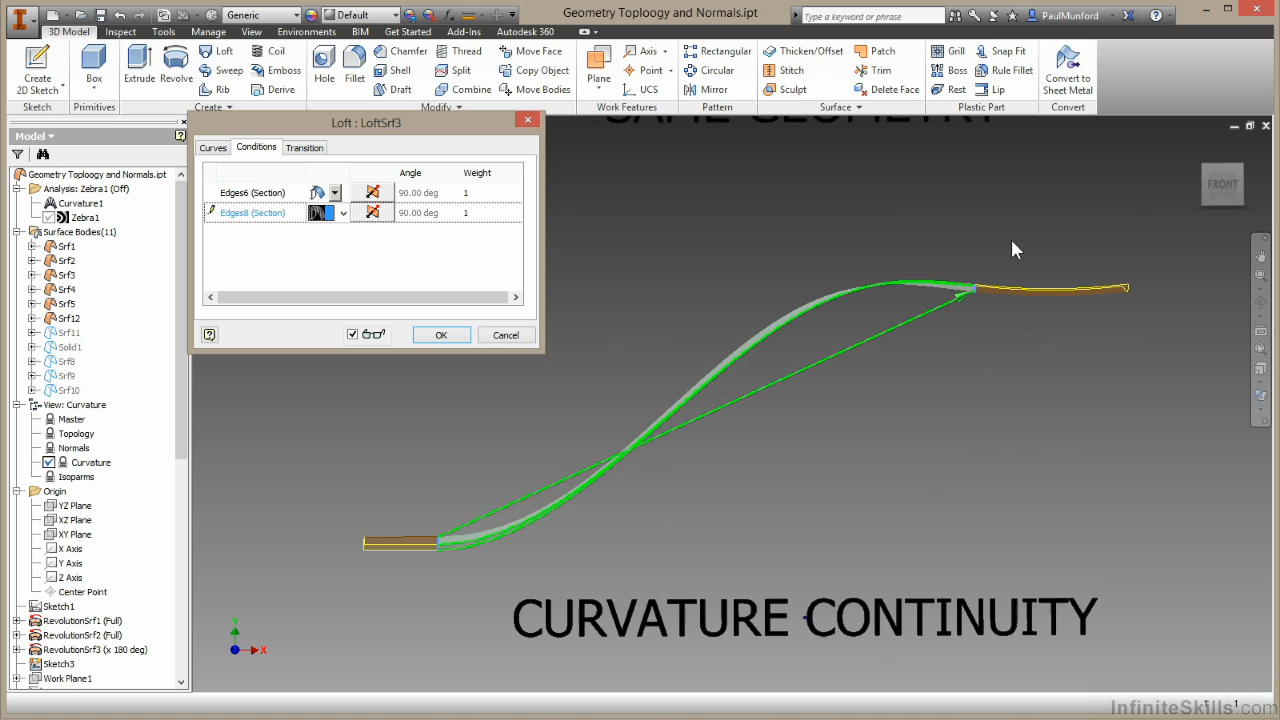 Generic
Default
Geometry Toploogy and Normals.ipt
Type a keyword or phrase
PaulMunford
3D Model
Inspect
Tools
Manage
View
Environments
BIM
Get Started
Add-Ins
Autodesk 360
Create
2D Sketch
Box
Extrude
Revolve
Loft
Sweep
Rib
Coil
Emboss
Derive
Hole
Fillet
Chamfer
Shell
Draft
Thread
Split
Combine
Move Face
Copy Object
Move Bodies
Plane
Axis
Point
UCS
Rectangular
Circular
Mirror
Thicken/Offset
Stitch
Sculpt
Patch
Trim
Delete Face
Grill
Boss
Rest
Snap Fit
Rule Fillet
Lip
Convert to
Sheet Metal
Sketch
Primitives
Create
Modify
Work Features
Pattern
Surface
Plastic Part
Convert
Model
Geometry Toploogy and Normals.ipt
Analysis: Zebra1 (Off)
Curvature1
Zebra1
Surface Bodies(11)
Srf1
Srf2
Srf3
Srf4
Srf5
Srf12
Srf11
Solid1
Srf8
Srf9
Srf10
View: Curvature
Master
Topology
Normals
Curvature
Isoparms
Origin
YZ Plane
XZ Plane
XY Plane
X Axis
Y Axis
Z Axis
Center Point
Sketch1
RevolutionSrf1 (Full)
RevolutionSrf2 (Full)
RevolutionSrf3 (x 180 deg)
Sketch3
Work Plane1
Loft : LoftSrf3
Curves
Conditions
Transition
Angle
Weight
Edges6 (Section)
90.00 deg
1
Edges8 (Section)
90.00 deg
1
OK
Cancel
SAME GEOMETRY
FRONT
CURVATURE CONTINUITY
Y
X
1
1
InfiniteSkills.com